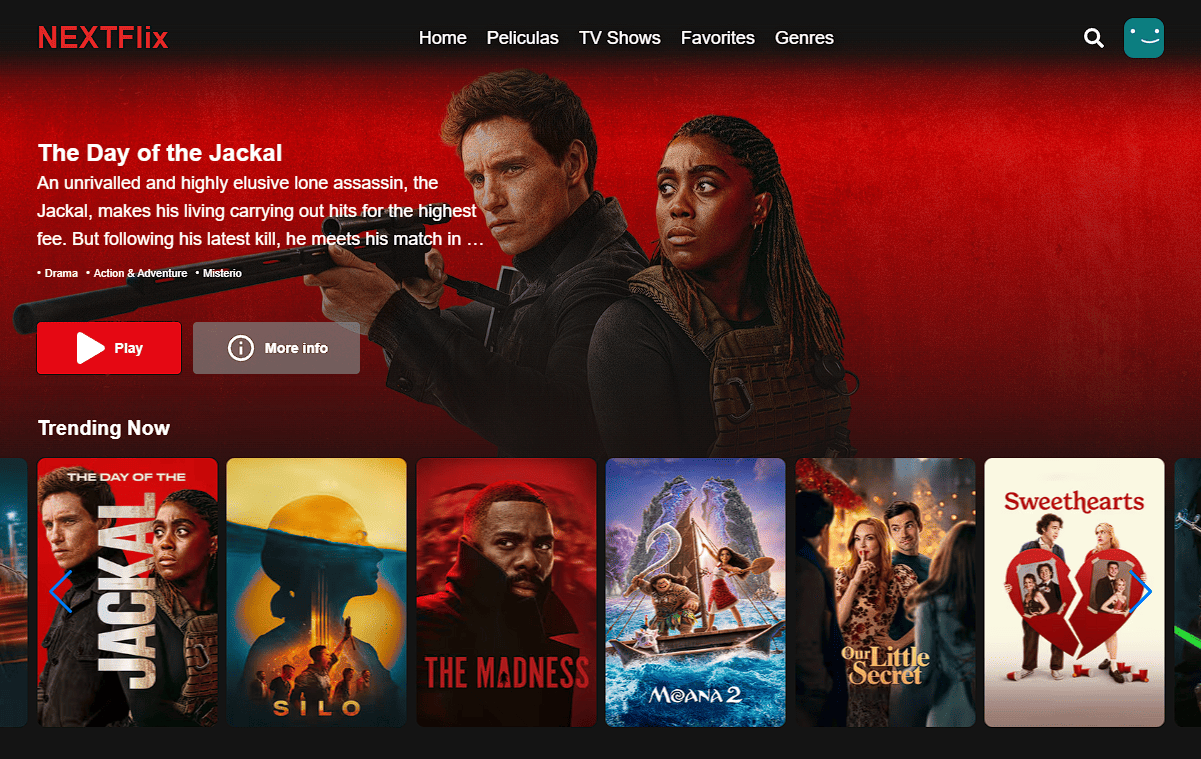 NEXTFlix
Home Peliculas TV Shows Favorites Genres
The Day of the Jackal
An unrivalled and highly elusive lone assassin, the
Jackal, makes his living carrying out hits for the highest
fee. But following his latest kill, he meets his match in …
• Drama • Action & Adventure • Misterio
Play
More info
Trending Now
THE DAY OF THE
JACKAL
SILO
THE MADNESS
MOANA 2
Our Little
Secret
Sweethearts